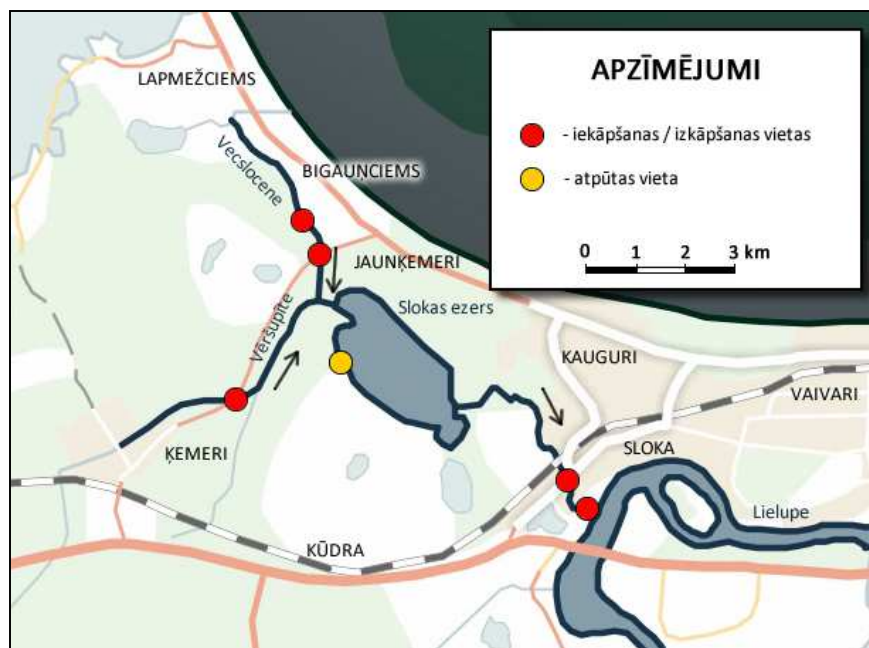 LAPMEŽCIEMS
Vecslocene
BIGAUŅCIEMS
JAUNĶEMERI
Slokas ezers
Vēršupīte
ĶEMERI
KŪDRA
KAUGURI
VAIVARI
SLOKA
Lielupe
APZĪMĒJUMI
- iekāpšanas / izkāpšanas vietas
- atpūtas vieta
0 1 2 3 km